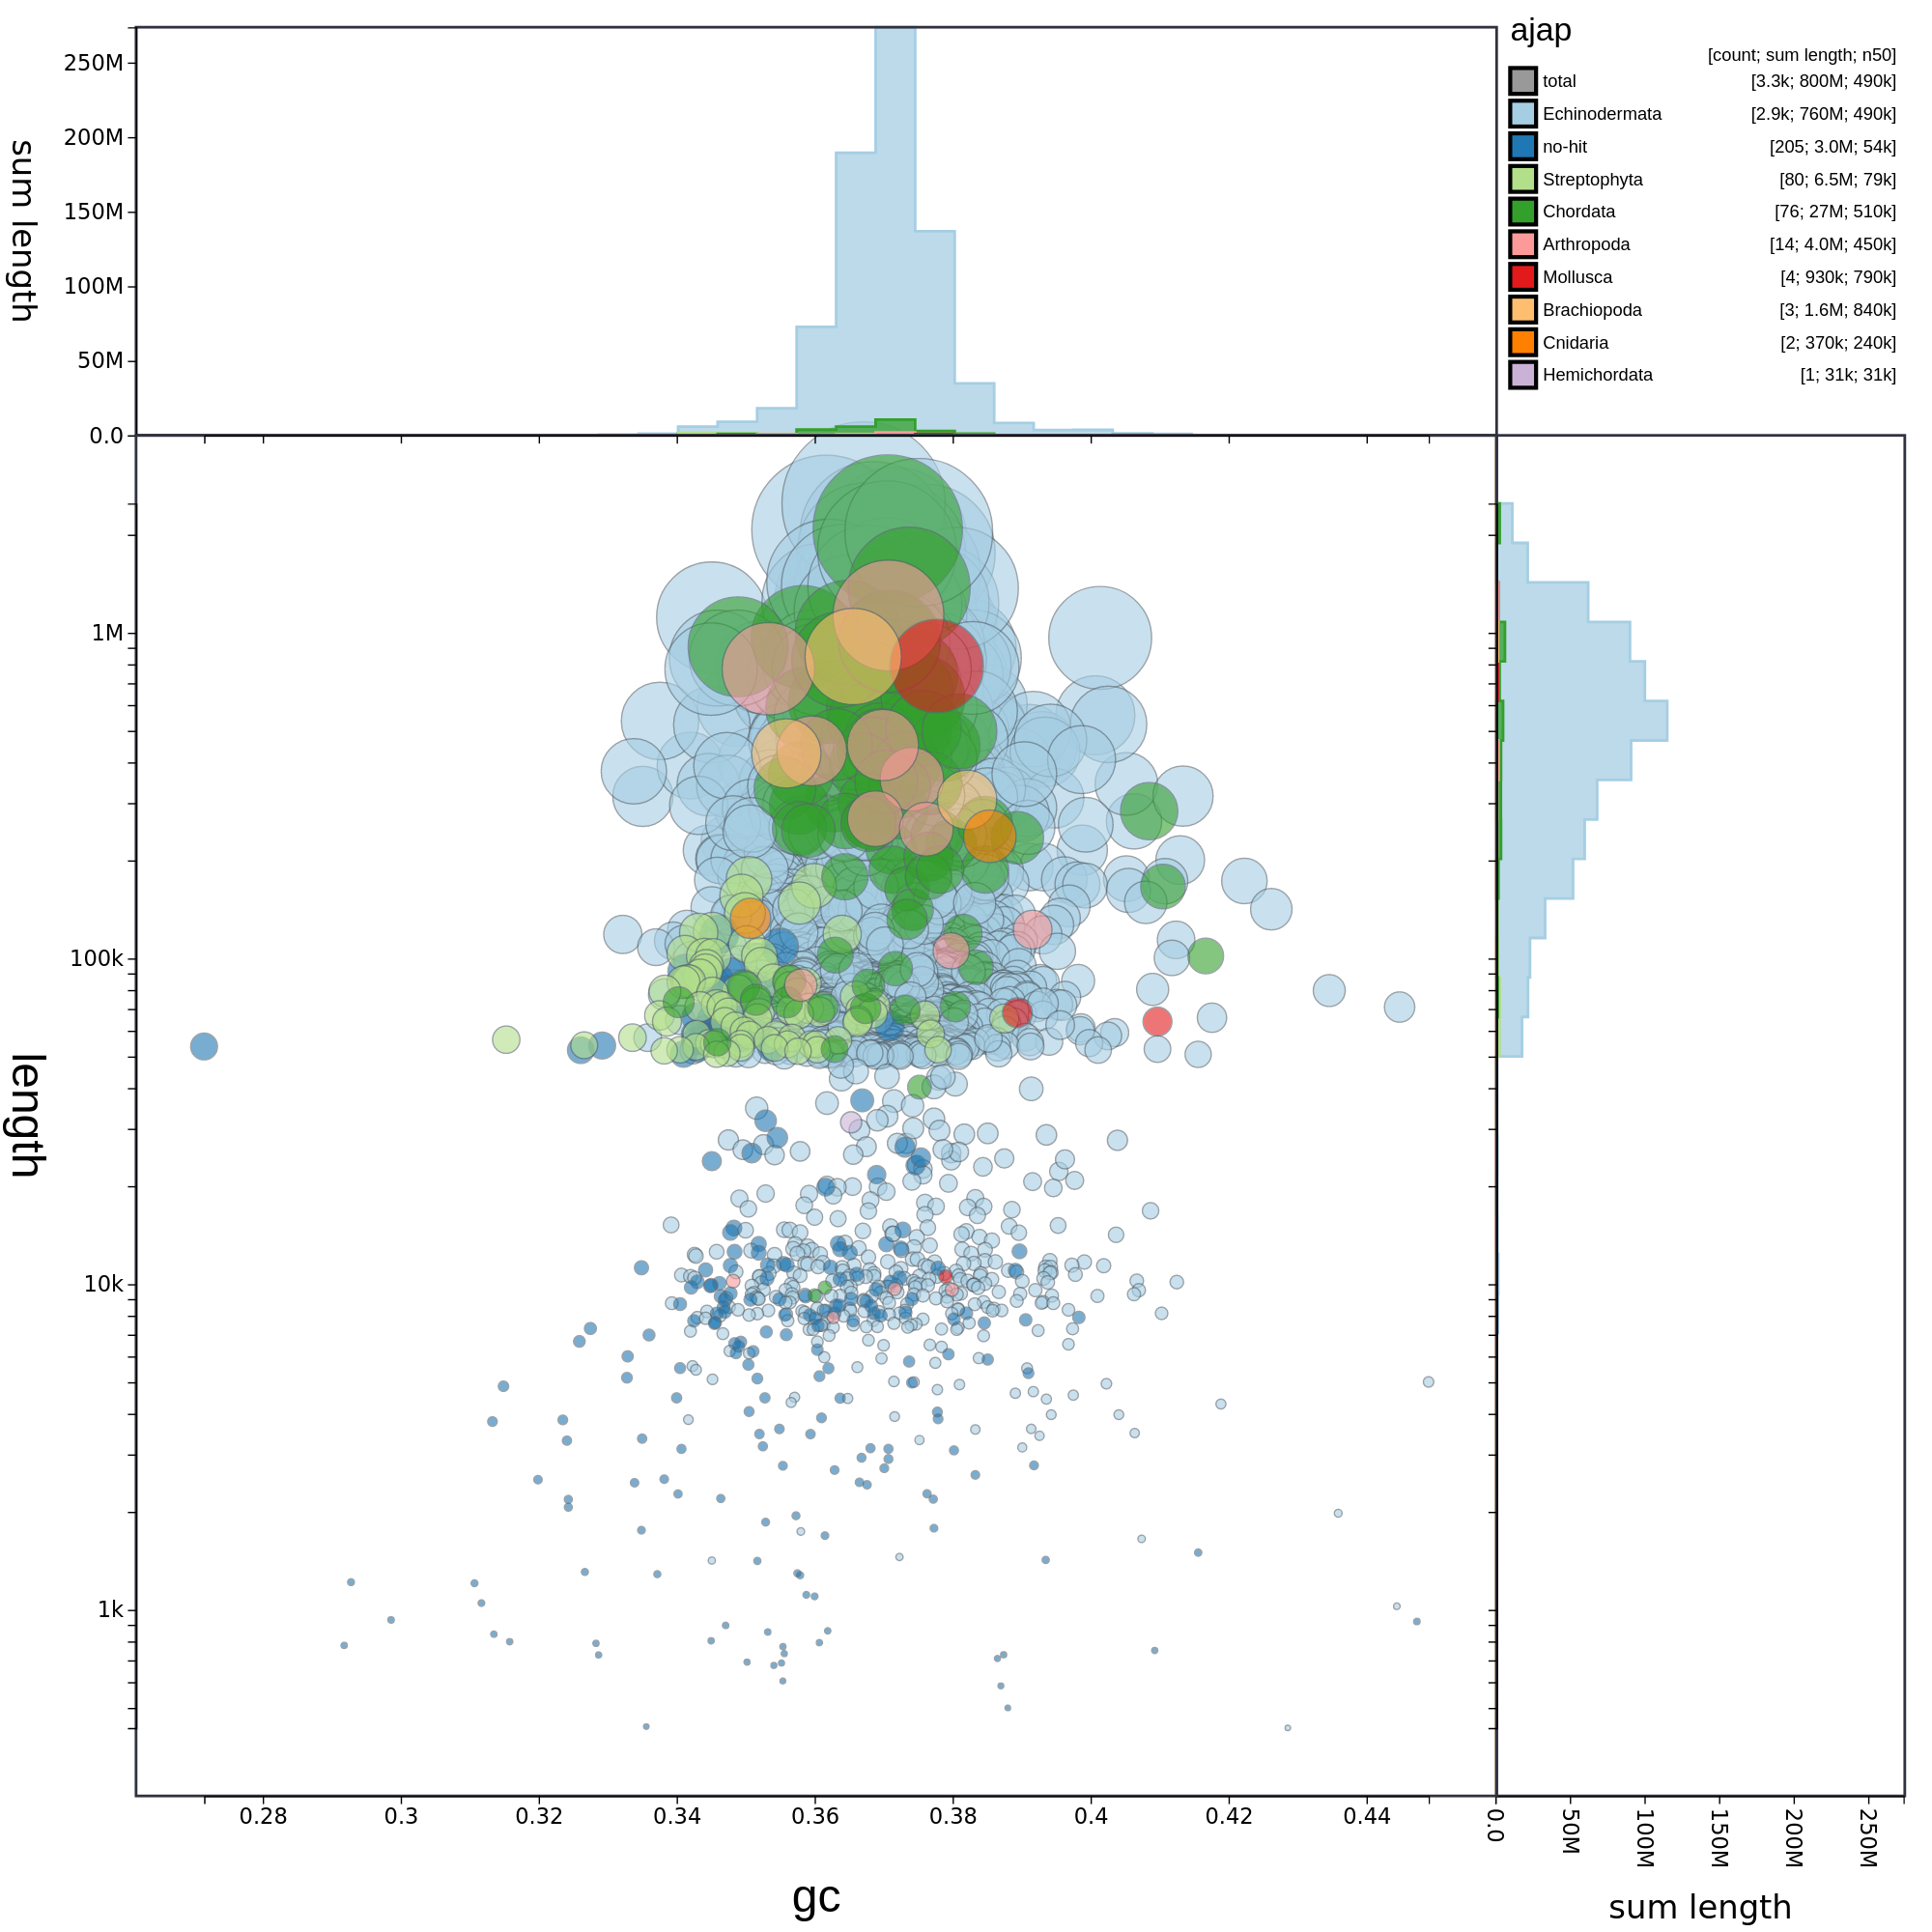 ajap
[count; sum length; n50]
total [3.3k; 800M; 490k]
Echinodermata [2.9k; 760M; 490k]
no-hit [205; 3.0M; 54k]
Streptophyta [80; 6.5M; 79k]
Chordata [76; 27M; 510k]
Arthropoda [14; 4.0M; 450k]
Mollusca [4; 930k; 790k]
Brachiopoda [3; 1.6M; 840k]
Cnidaria [2; 370k; 240k]
Hemichordata [1; 31k; 31k]
sum length
250M
200M
150M
100M
50M
0.0
length
1M
100k
10k
1k
0.28 0.3 0.32 0.34 0.36 0.38 0.4 0.42 0.44
gc
0.0 50M 100M 150M 200M 250M
sum length